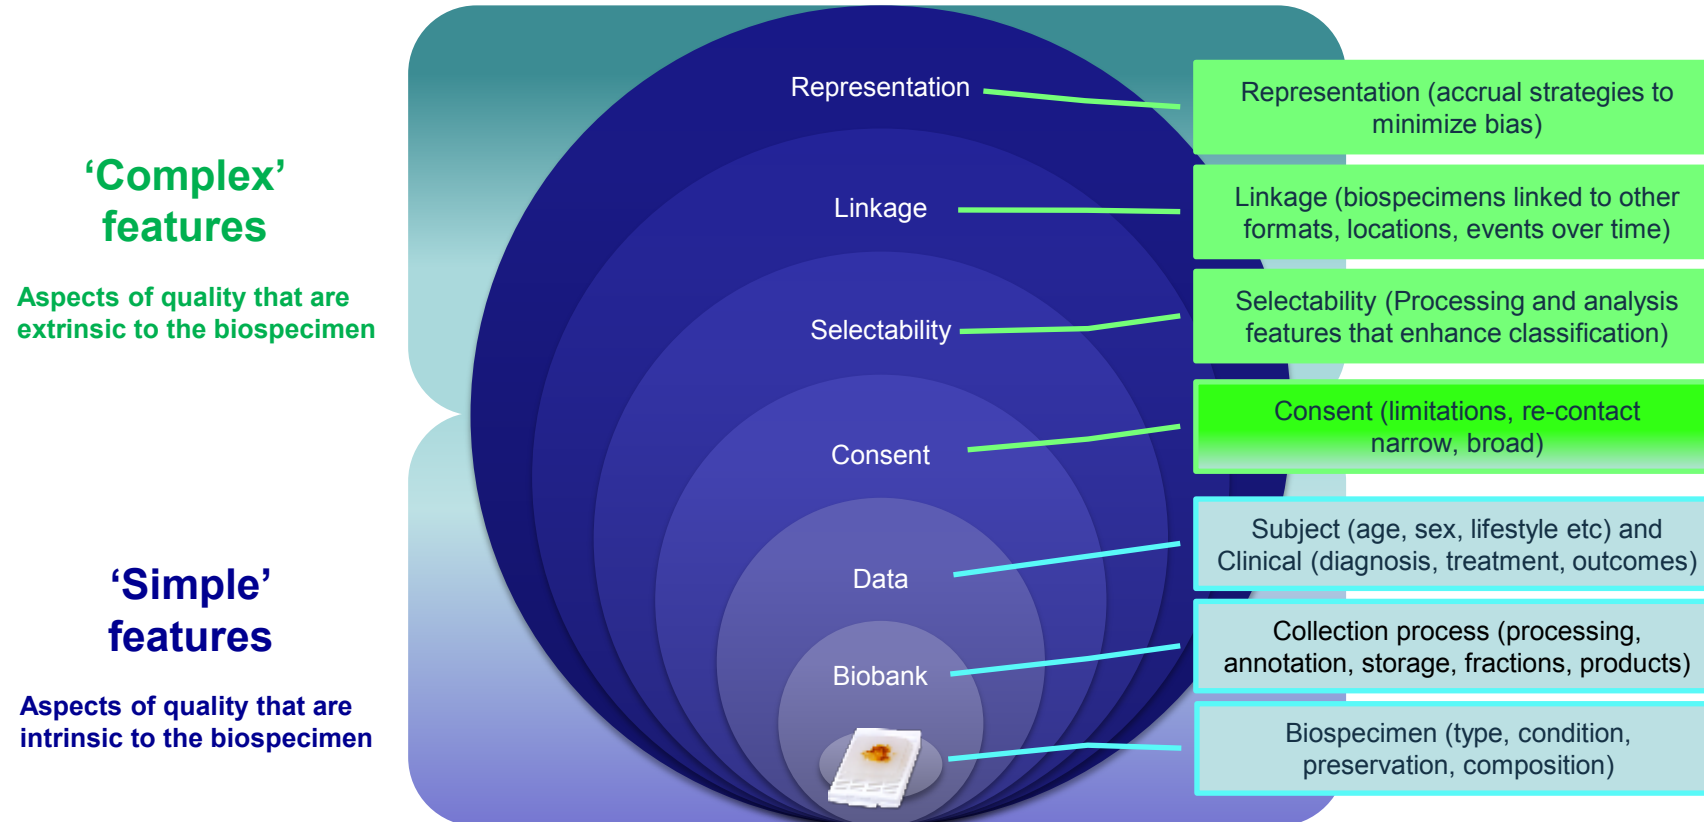 ‘Complex’
features
Aspects of quality that are
extrinsic to the biospecimen
‘Simple’
features
Aspects of quality that are
intrinsic to the biospecimen
Representation
Linkage
Selectability
Consent
Data
Biobank
Representation (accrual strategies to
minimize bias)
Linkage (biospecimens linked to other
formats, locations, events over time)
Selectability (Processing and analysis
features that enhance classification)
Consent (limitations, re-contact
narrow, broad)
Subject (age, sex, lifestyle etc) and
Clinical (diagnosis, treatment, outcomes)
Collection process (processing,
annotation, storage, fractions, products)
Biospecimen (type, condition,
preservation, composition)